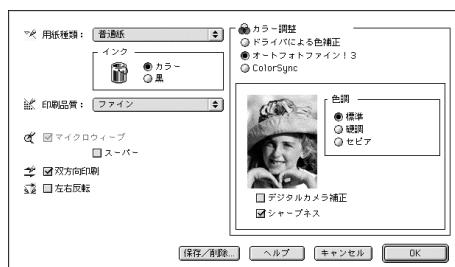 用紙種類：
普通紙
インク
カラー
黒
印刷品質：
ファイン
マイクロウィーブ
スーパー
双方向印刷
左右反転
カラー調整
ドライバによる色補正
オートフォトファイン！3
ColorSync
色調
標準
硬調
セピア
デジタルカメラ補正
シャープネス
保存／削除...
ヘルプ
キャンセル
OK